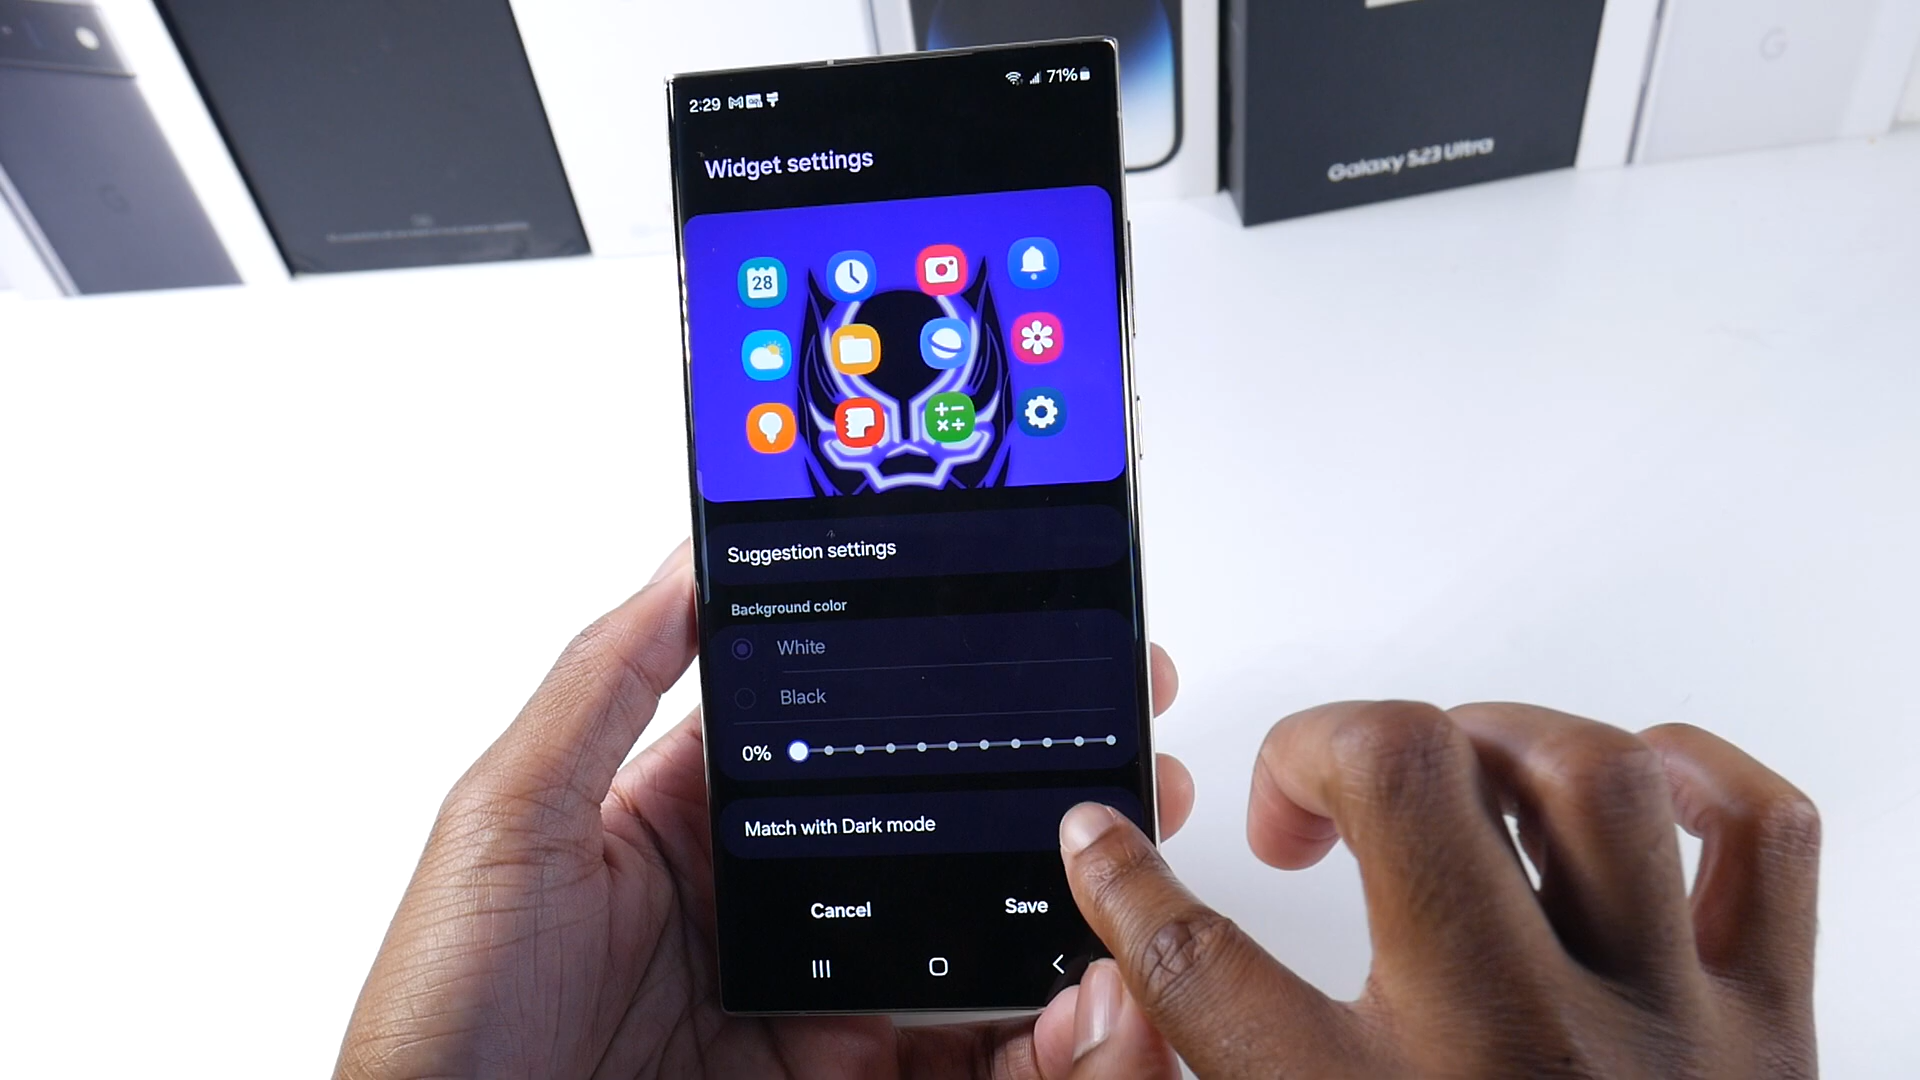 2:29
71%
Widget settings
28
Suggestion settings
Background color
White
Black
0%
Match with Dark mode
Cancel
Save
Galaxy S23 Ultra